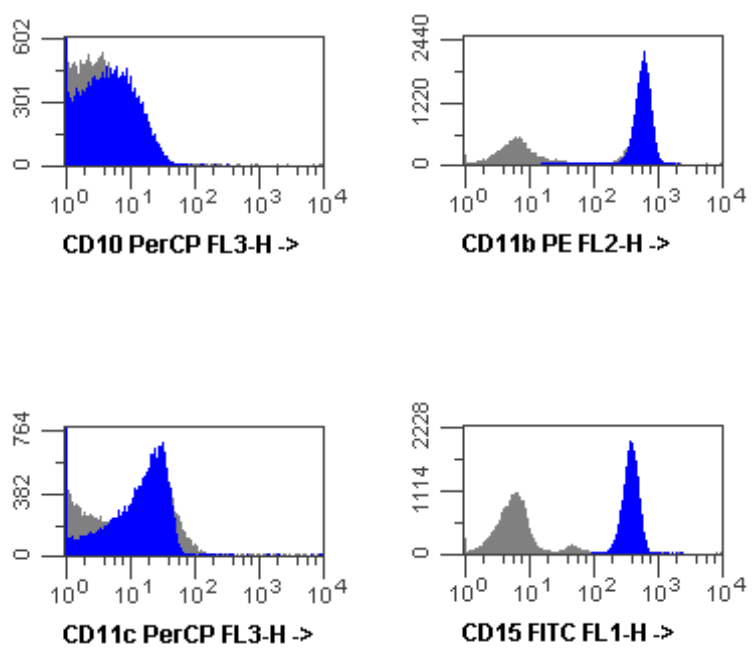 602
301
0
10^0 10^1 10^2 10^3 10^4
CD10 PerCP FL3-H ->
2440
1220
0
10^0 10^1 10^2 10^3 10^4
CD11b PE FL2-H ->
764
382
0
10^0 10^1 10^2 10^3 10^4
CD11c PerCP FL3-H ->
2228
1114
0
10^0 10^1 10^2 10^3 10^4
CD15 FITC FL1-H ->